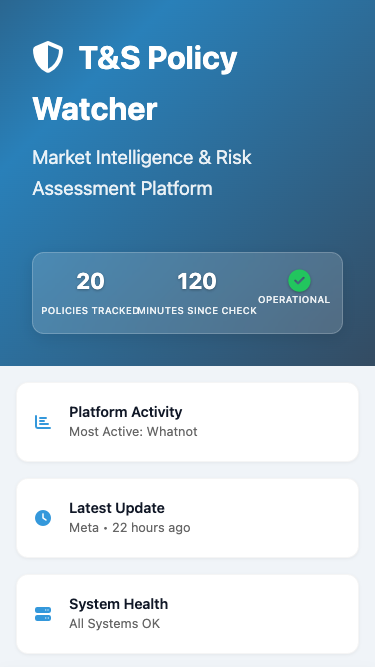 T&S Policy
Watcher
Market Intelligence & Risk
Assessment Platform
20
POLICIES TRACKED
120
MINUTES SINCE CHECK
OPERATIONAL
Platform Activity
Most Active: Whatnot
Latest Update
Meta • 22 hours ago
System Health
All Systems OK